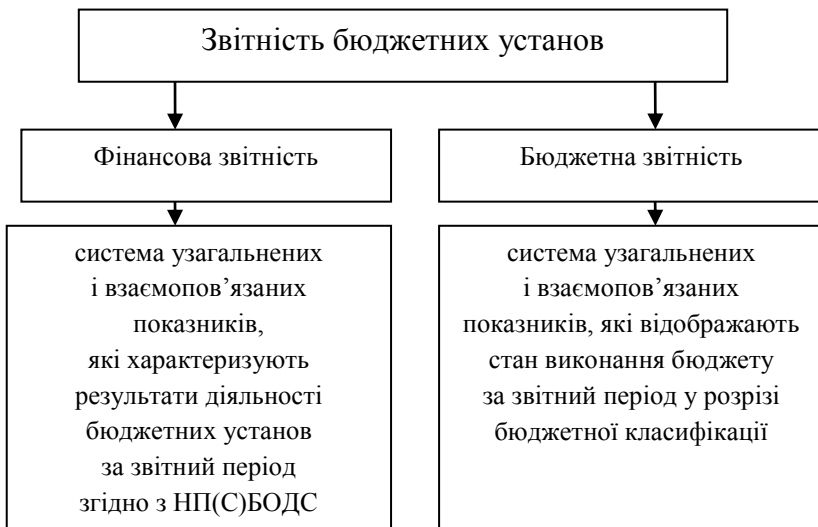 Звітність бюджетних установ
Фінансова звітність
Бюджетна звітність
система узагальнених
і взаємопов’язаних
показників,
які характеризують
результати діяльності
бюджетних установ
за звітний період
згідно з НП(С)БОДС
система узагальнених
і взаємопов’язаних
показників, які відображають
стан виконання бюджету
за звітний період у розрізі
бюджетної класифікації